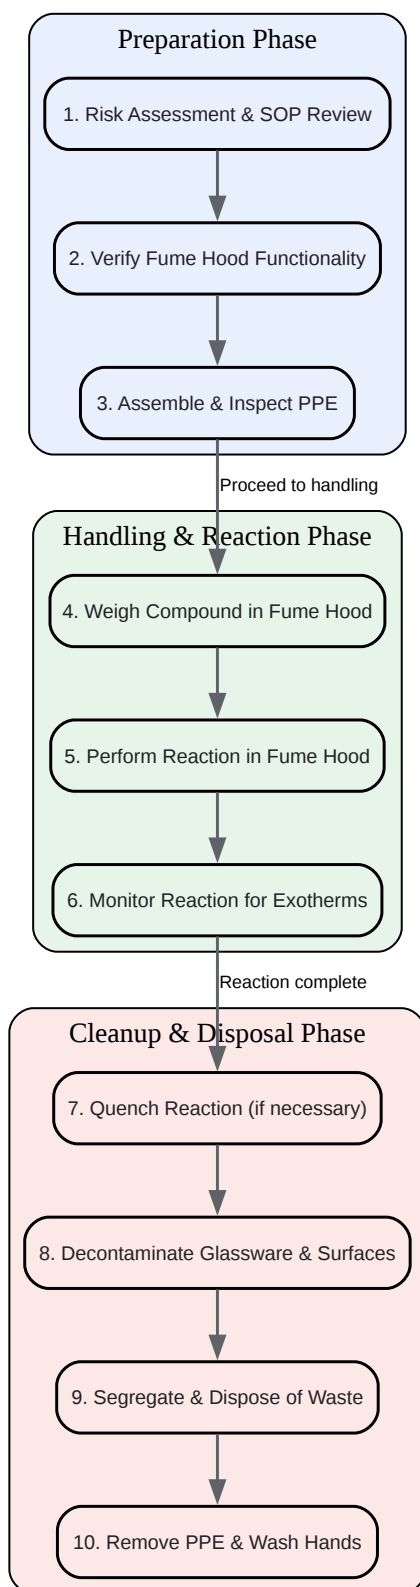 Preparation Phase
1. Risk Assessment & SOP Review
2. Verify Fume Hood Functionality
3. Assemble & Inspect PPE
Proceed to handling
Handling & Reaction Phase
4. Weigh Compound in Fume Hood
5. Perform Reaction in Fume Hood
6. Monitor Reaction for Exotherms
Reaction complete
Cleanup & Disposal Phase
7. Quench Reaction (if necessary)
8. Decontaminate Glassware & Surfaces
9. Segregate & Dispose of Waste
10. Remove PPE & Wash Hands